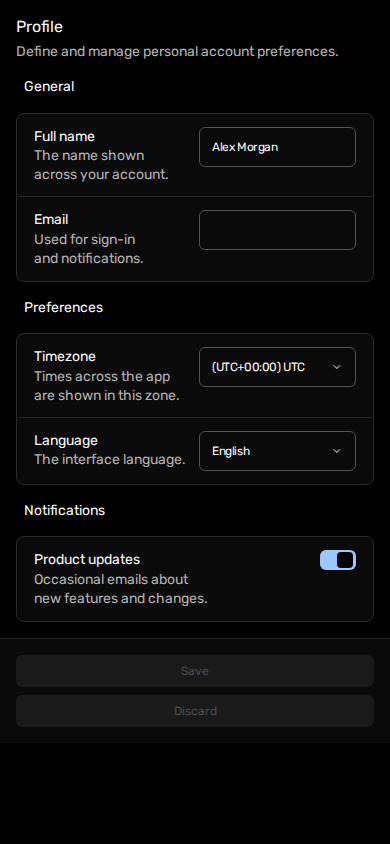 Profile
Define and manage personal account preferences.
General
Full name
The name shown
across your account.
Alex Morgan
Email
Used for sign-in
and notifications.
Preferences
Timezone
Times across the app
are shown in this zone.
(UTC+00:00) UTC
Language
The interface language.
English
Notifications
Product updates
Occasional emails about
new features and changes.
Save
Discard